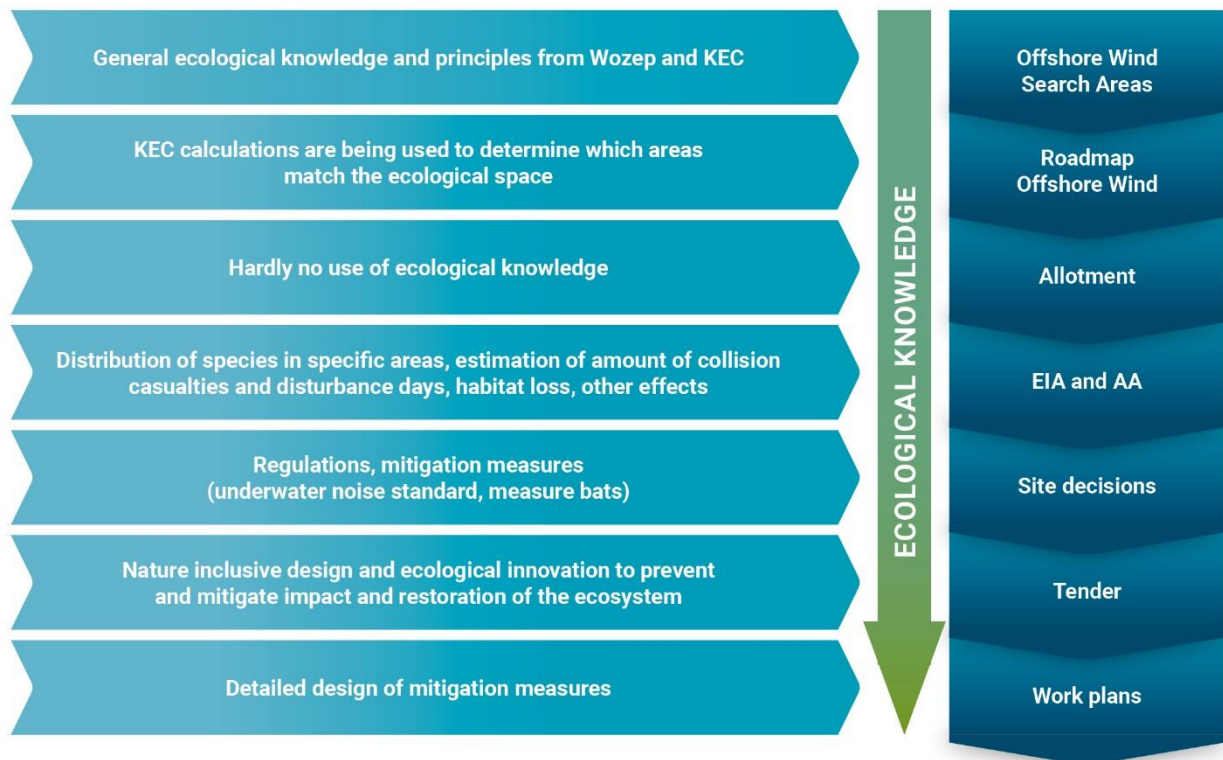 General ecological knowledge and principles from Wozep and KEC
Offshore Wind
Search Areas
KEC calculations are being used to determine which areas
match the ecological space
Roadmap
Offshore Wind
Hardly no use of ecological knowledge
Allotment
Distribution of species in specific areas, estimation of amount of collision
casualties and disturbance days, habitat loss, other effects
EIA and AA
Regulations, mitigation measures
(underwater noise standard, measure bats)
Site decisions
Nature inclusive design and ecological innovation to prevent
and mitigate impact and restoration of the ecosystem
Tender
Detailed design of mitigation measures
Work plans
ECOLOGICAL KNOWLEDGE